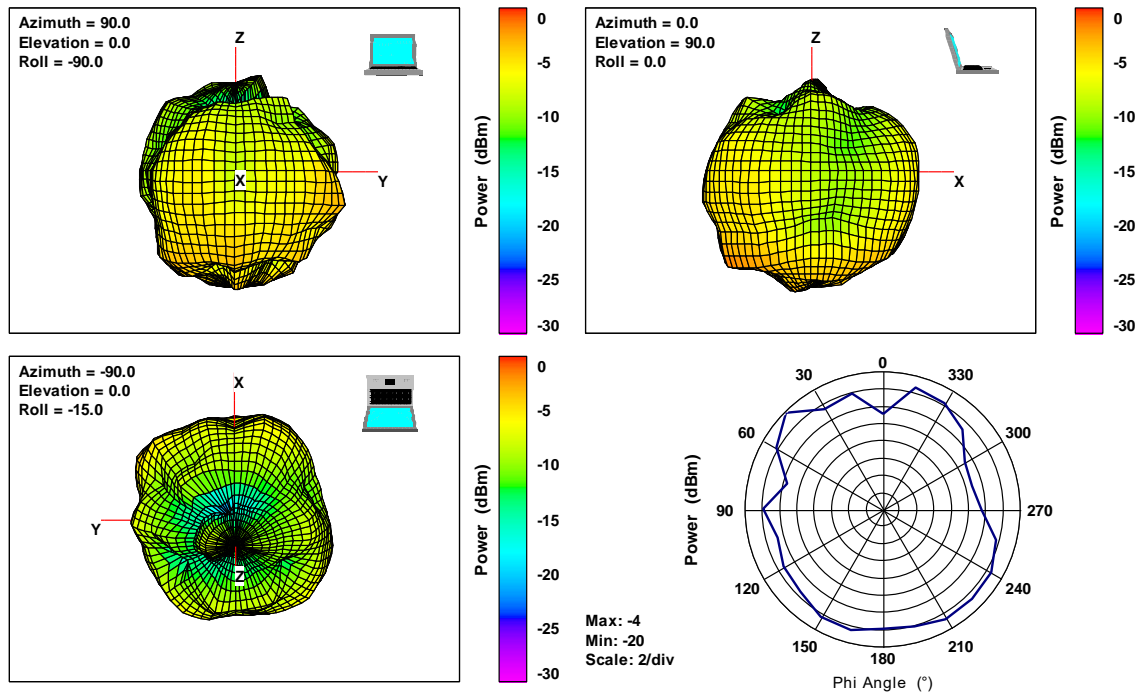 Azimuth = 90.0
Elevation = 0.0
Roll = -90.0
Z
X
Y
Power (dBm)
0
-5
-10
-15
-20
-25
-30
Azimuth = 0.0
Elevation = 90.0
Roll = 0.0
Z
X
Power (dBm)
0
-5
-10
-15
-20
-25
-30
Azimuth = -90.0
Elevation = 0.0
Roll = -15.0
X
Y
Z
Power (dBm)
0
-5
-10
-15
-20
-25
-30
0
30
330
60
300
90
270
120
240
150
210
180
Power (dBm)
Max: -4
Min: -20
Scale: 2/div
Phi Angle (°)